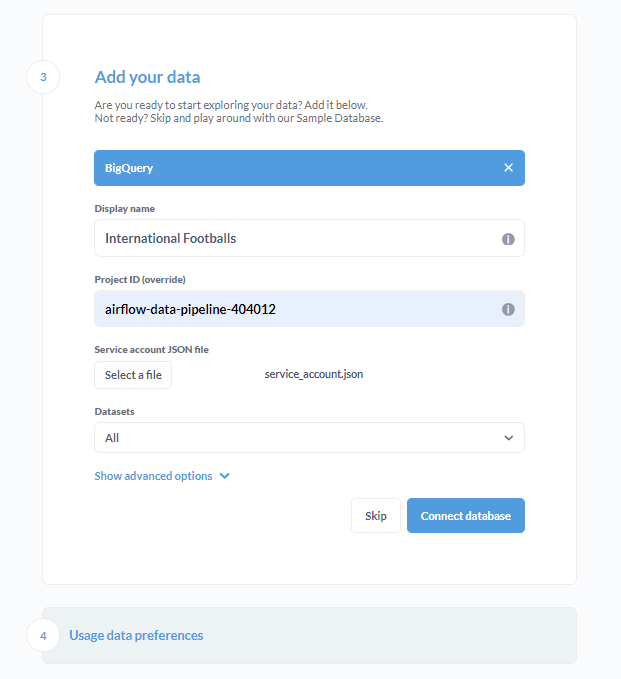 3
Add your data
Are you ready to start exploring your data? Add it below.
Not ready? Skip and play around with our Sample Database.
BigQuery
Display name
International Footballs
Project ID (override)
airflow-data-pipeline-404012
Service account JSON file
Select a file service_account.json
Datasets
All
Show advanced options
Skip Connect database
4 Usage data preferences